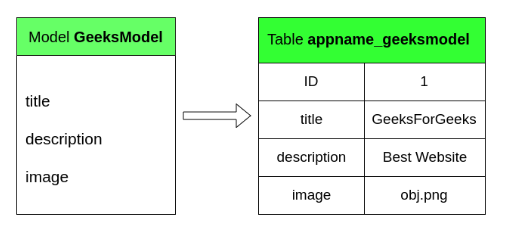 Model GeeksModel
title
description
image
Table appname_geeksmodel
ID 1
title GeeksForGeeks
description Best Website
image obj.png